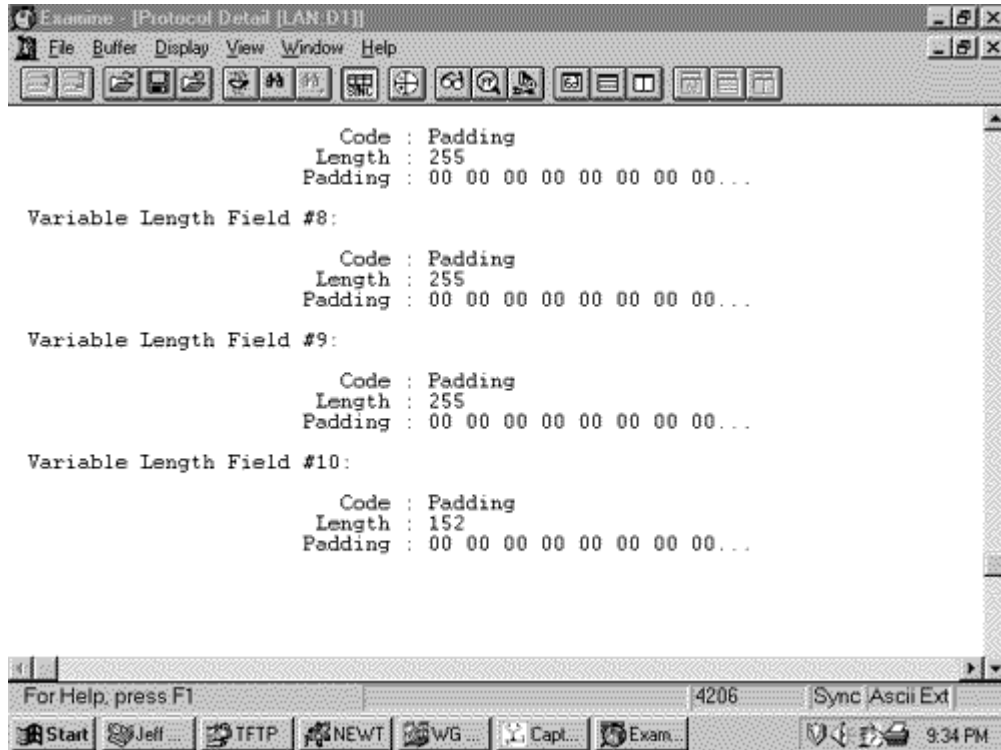 Examine - [Protocol Detail [LAN:D1]]
File Buffer Display View Window Help
SYNC
Code : Padding
Length : 255
Padding : 00 00 00 00 00 00 00 00...
Variable Length Field #8:
Code : Padding
Length : 255
Padding : 00 00 00 00 00 00 00 00...
Variable Length Field #9:
Code : Padding
Length : 255
Padding : 00 00 00 00 00 00 00 00...
Variable Length Field #10:
Code : Padding
Length : 152
Padding : 00 00 00 00 00 00 00 00...
For Help, press F1 4206 Sync Ascii Ext
Start Jeff ... TFTP NEWT WG ... Capt... Exam... 9:34 PM